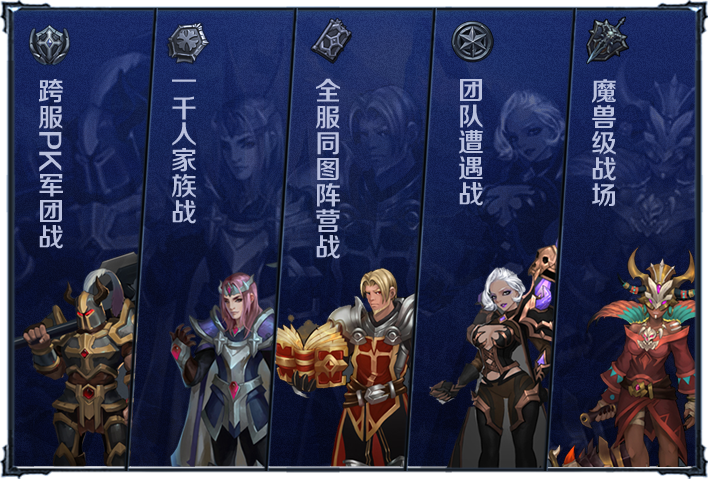 跨服PK军团战
一千人家族战
全服同图阵营战
团队遭遇战
魔兽级战场